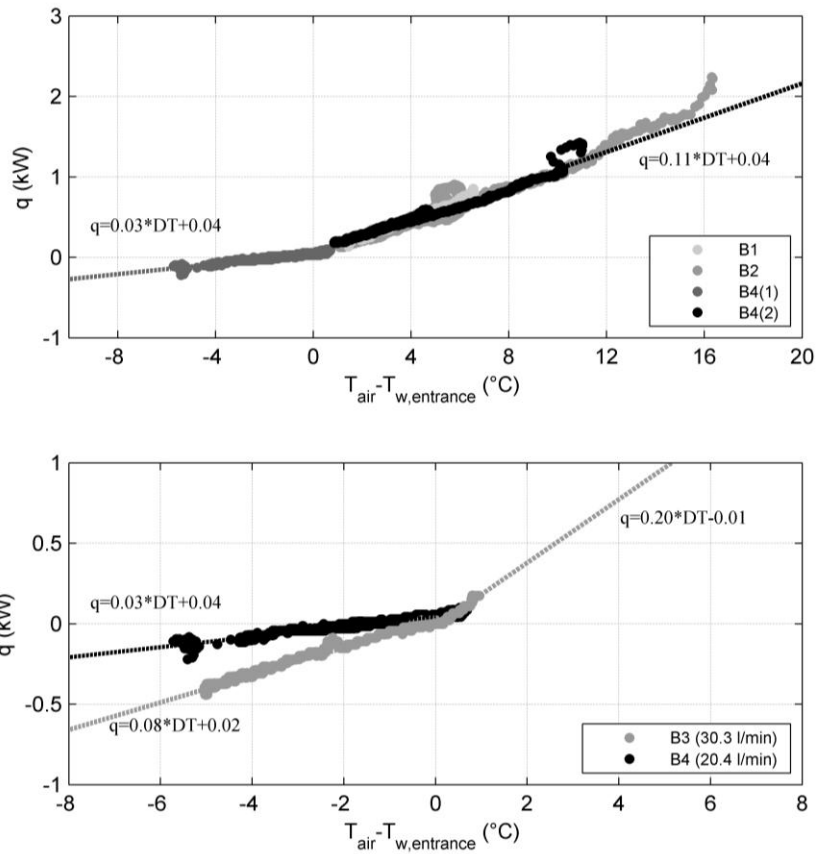 3
2
1
0
-1
q (kW)
q=0.03*DT+0.04
q=0.11*DT+0.04
B1
B2
B4(1)
B4(2)
-8 -4 0 4 8 12 16 20
T_air-T_w,entrance (°C)
1
0.5
0
-0.5
-1
q (kW)
q=0.20*DT-0.01
q=0.03*DT+0.04
q=0.08*DT+0.02
B3 (30.3 l/min)
B4 (20.4 l/min)
-8 -6 -4 -2 0 2 4 6 8
T_air-T_w,entrance (°C)